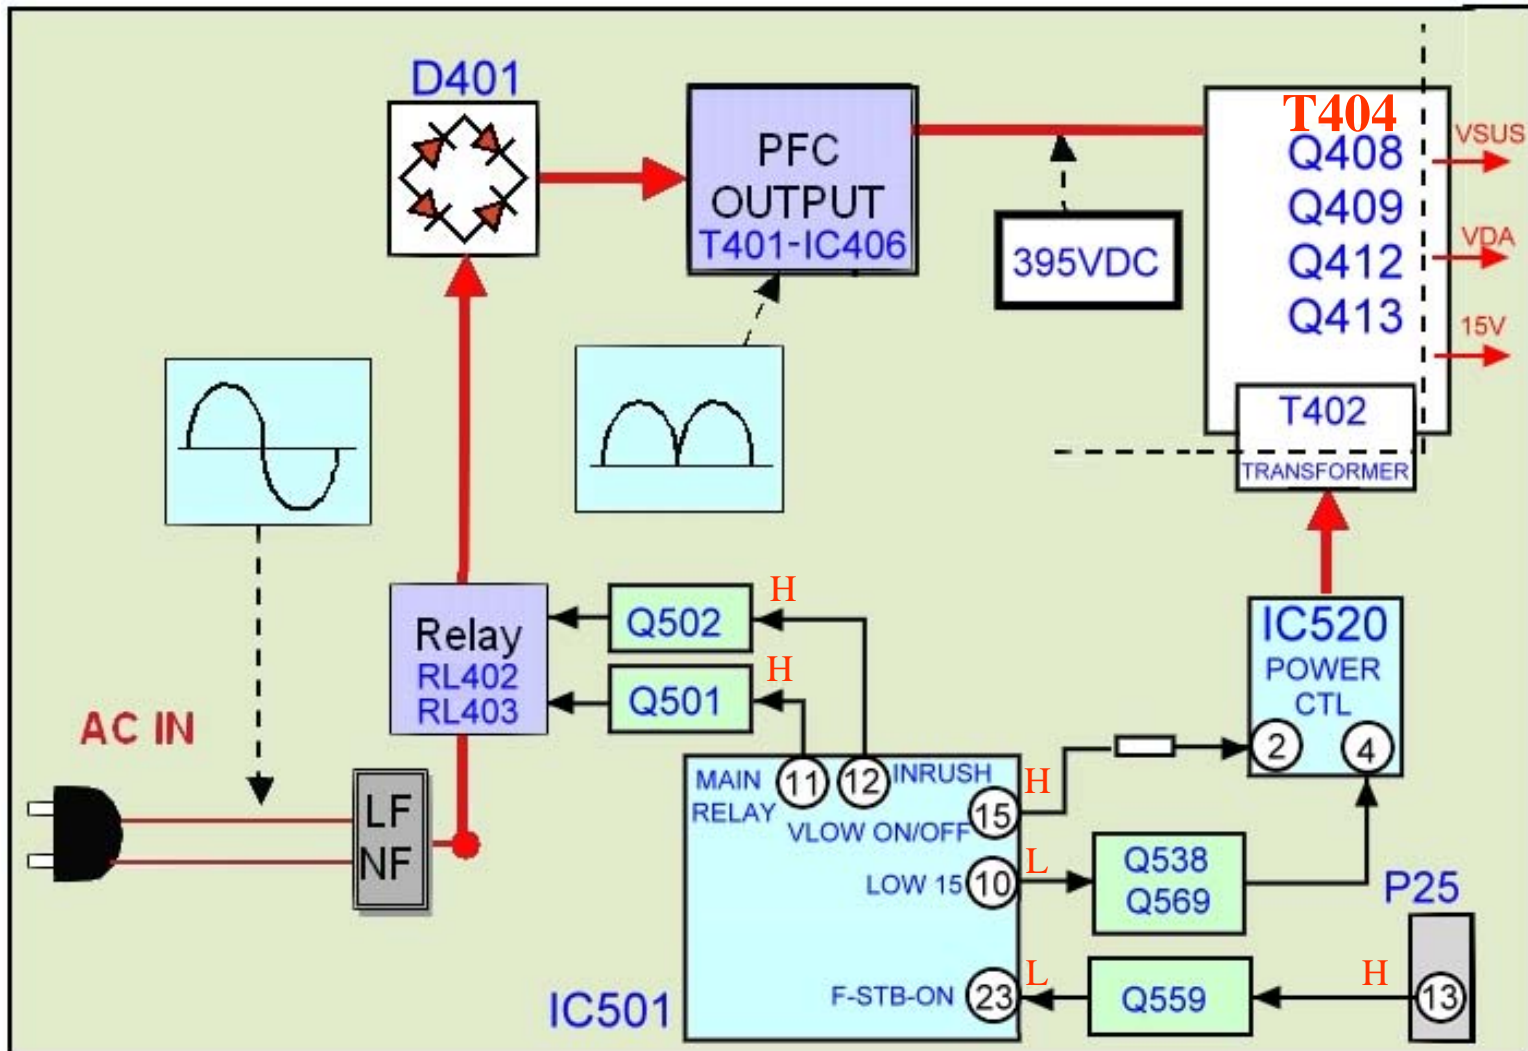 D401
PFC
OUTPUT
T401-IC406
395VDC
T404
Q408
Q409
Q412
Q413
VSUS
VDA
15V
T402
TRANSFORMER
AC IN
LF
NF
Relay
RL402
RL403
Q502
H
Q501
H
IC520
POWER
CTL
2
4
MAIN
RELAY
11
12
INRUSH
VLOW ON/OFF
15
H
LOW 15
10
L
Q538
Q569
P25
F-STB-ON
23
L
Q559
H
13
IC501